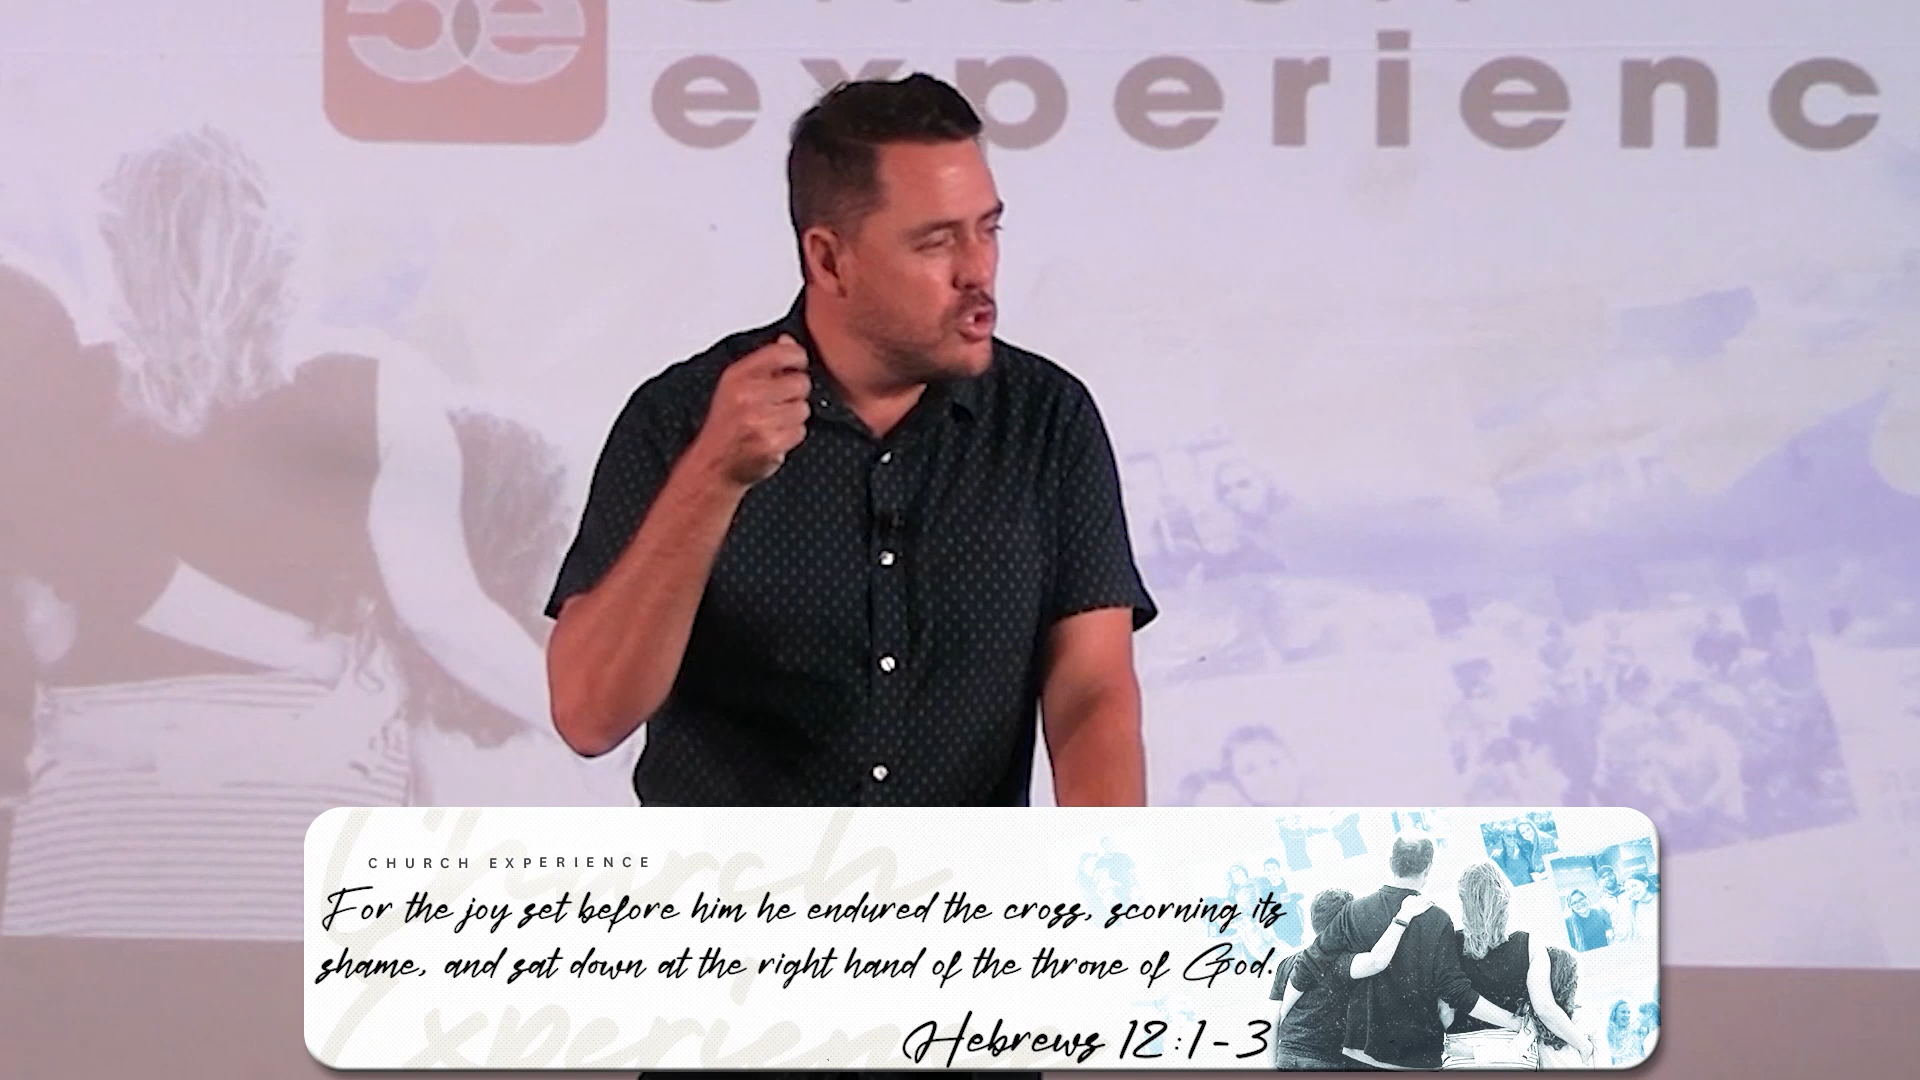 ce
experienc
CHURCH EXPERIENCE
For the joy set before him he endured the cross, scorning its
shame, and sat down at the right hand of the throne of God.
Hebrews 12:1-3